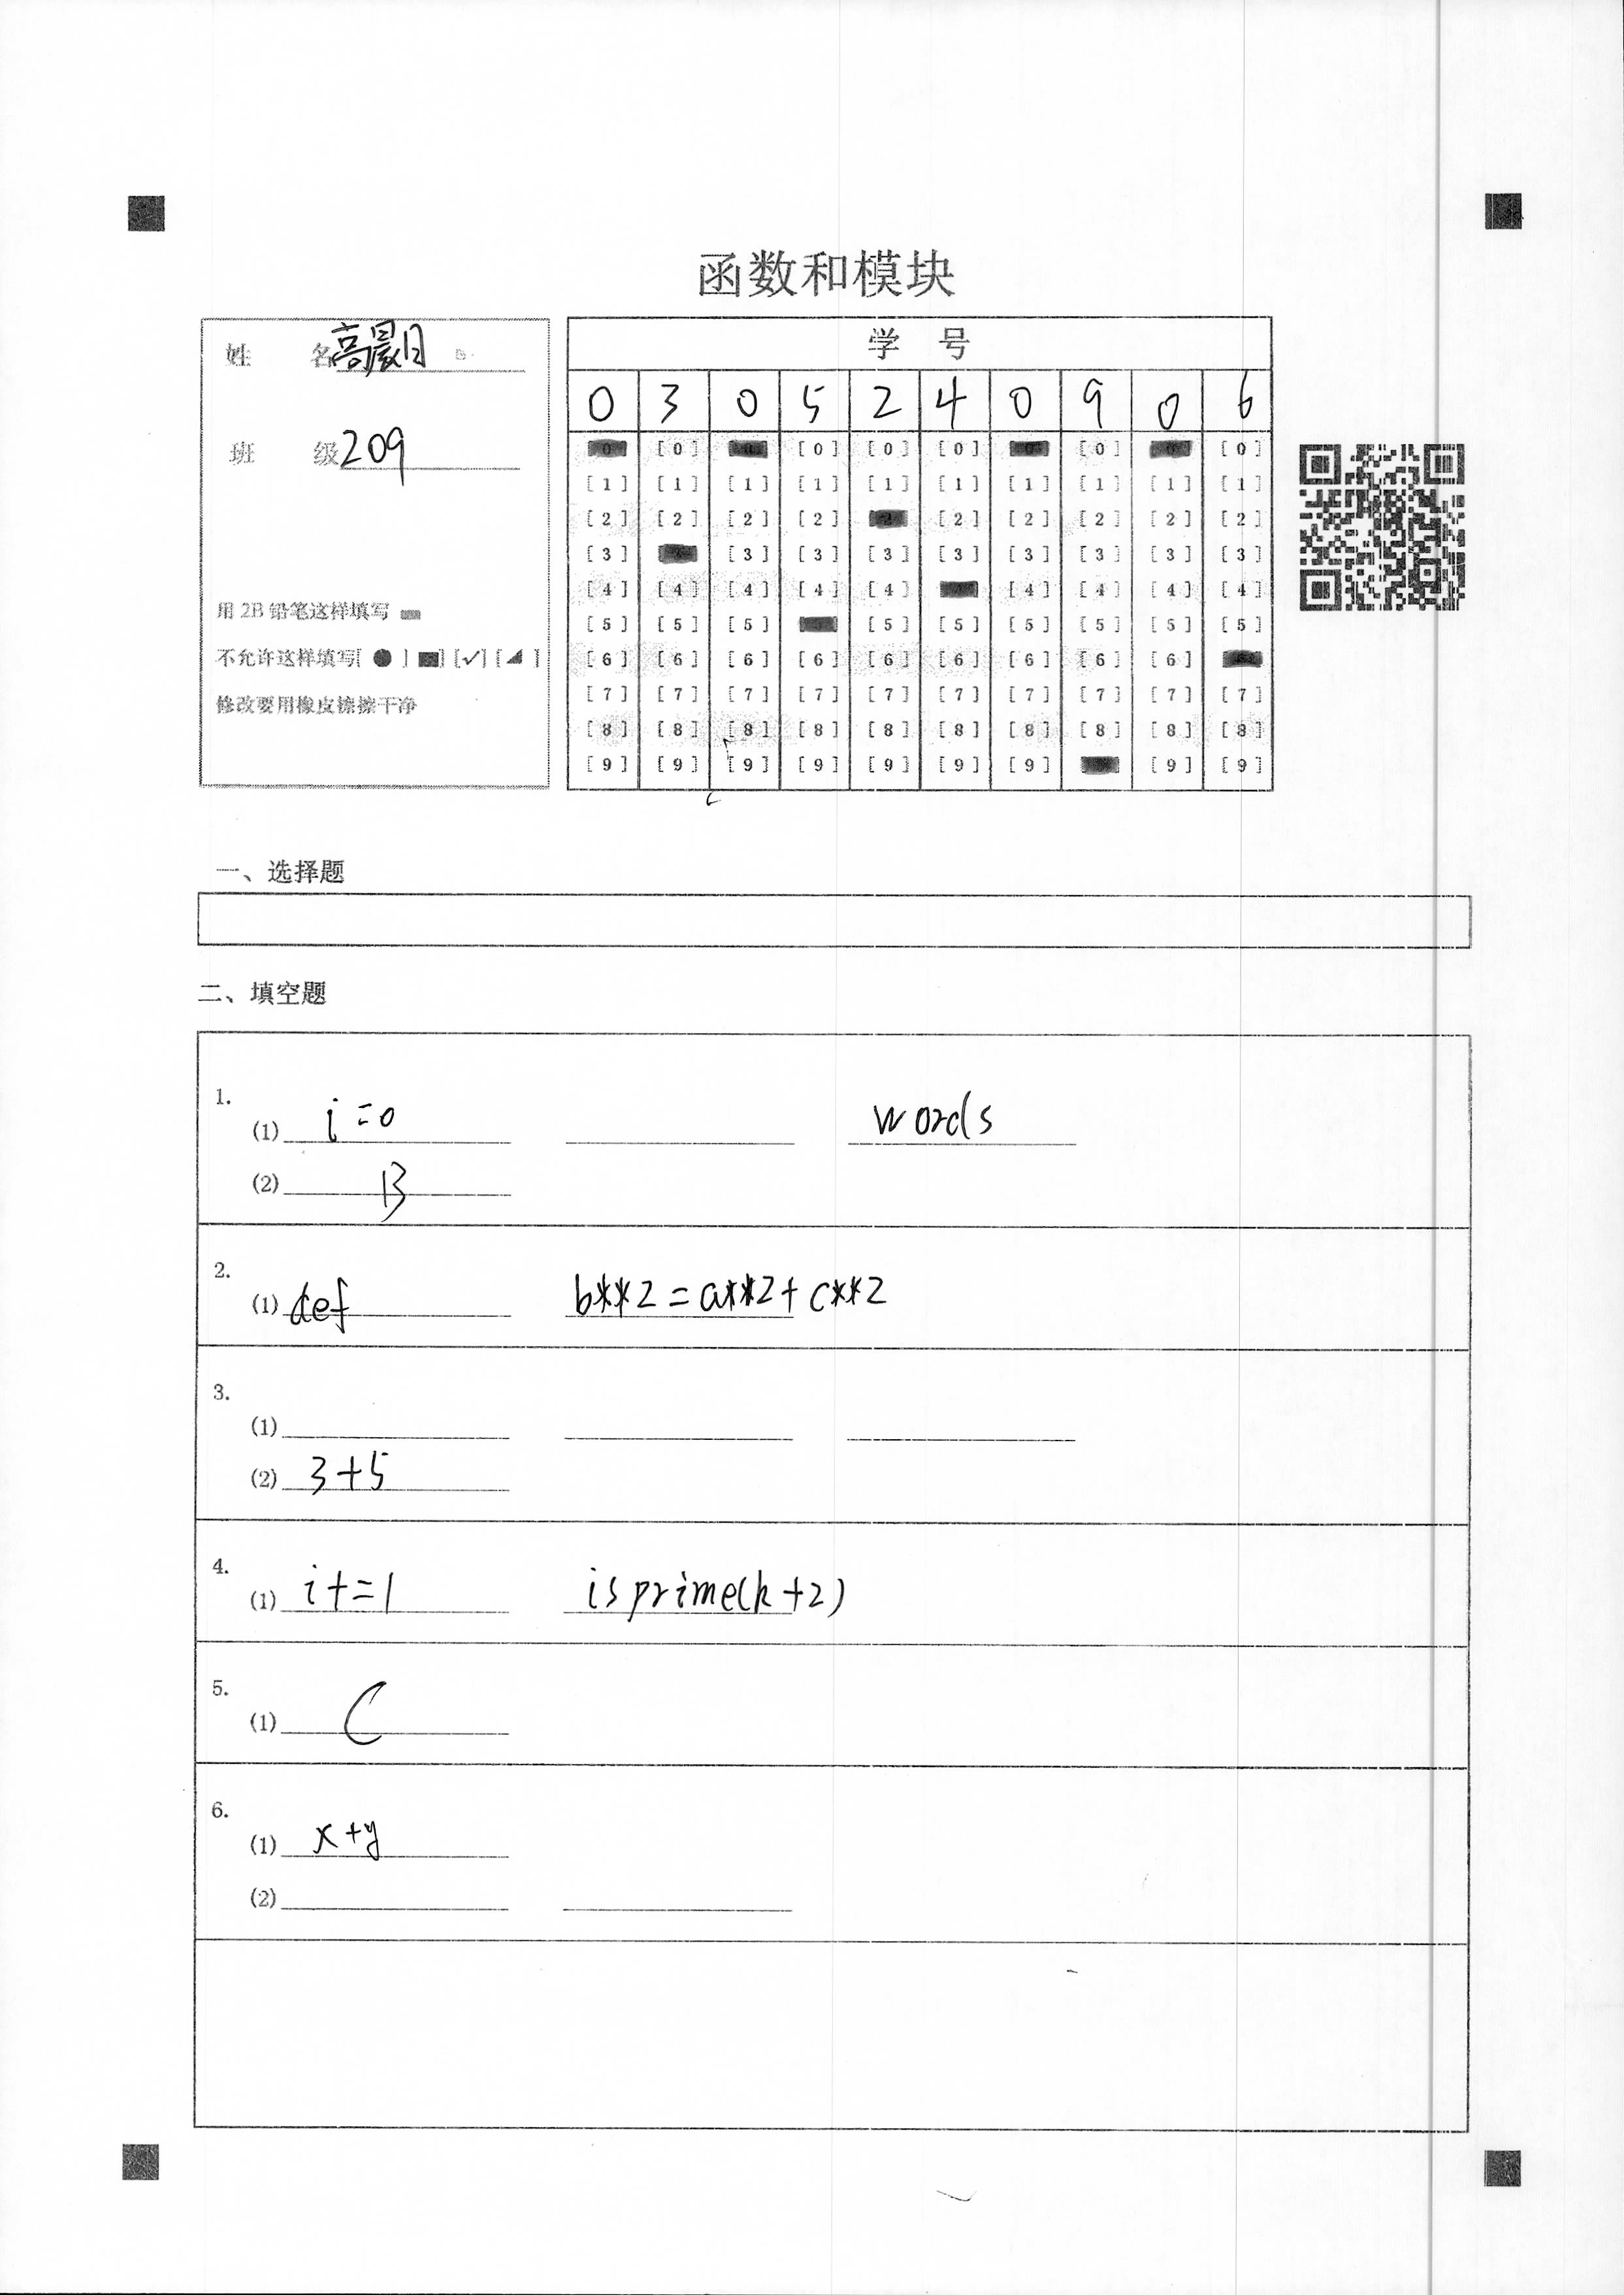 函数和模块
姓 名 高晨月
班 级 209
用 2B 铅笔这样填写
不允许这样填写[ ● ] [■] [✓] [◢ ]
修改要用橡皮擦擦干净
学 号
0 3 0 5 2 4 0 9 0 6
[0] [0] [0] [0] [0] [0]
[1] [1] [1] [1] [1] [1] [1] [1] [1] [1]
[2] [2] [2] [2] [2] [2] [2] [2] [2]
[3] [3] [3] [3] [3] [3] [3] [3] [3]
[4] [4] [4] [4] [4] [4] [4] [4] [4]
[5] [5] [5] [5] [5] [5] [5] [5] [5]
[6] [6] [6] [6] [6] [6] [6] [6] [6]
[7] [7] [7] [7] [7] [7] [7] [7] [7] [7]
[8] [8] [8] [8] [8] [8] [8] [8] [8] [8]
[9] [9] [9] [9] [9] [9] [9] [9] [9]
一、选择题
二、填空题
1.
(1) i=0 words
(2) B
2.
(1) def b**2=a**2+c**2
3.
(1)
(2) 3+5
4.
(1) i+=1 isprime(k+2)
5.
(1) C
6.
(1) x+y
(2)